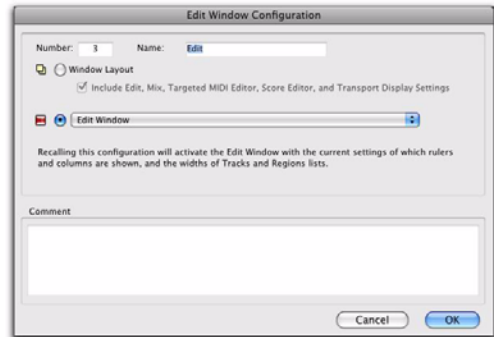 Edit Window Configuration
Number: 3 Name: Edit
Window Layout
Include Edit, Mix, Targeted MIDI Editor, Score Editor, and Transport Display Settings
Edit Window
Recalling this configuration will activate the Edit Window with the current settings of which rulers
and columns are shown, and the widths of Tracks and Regions lists.
Comment
Cancel OK